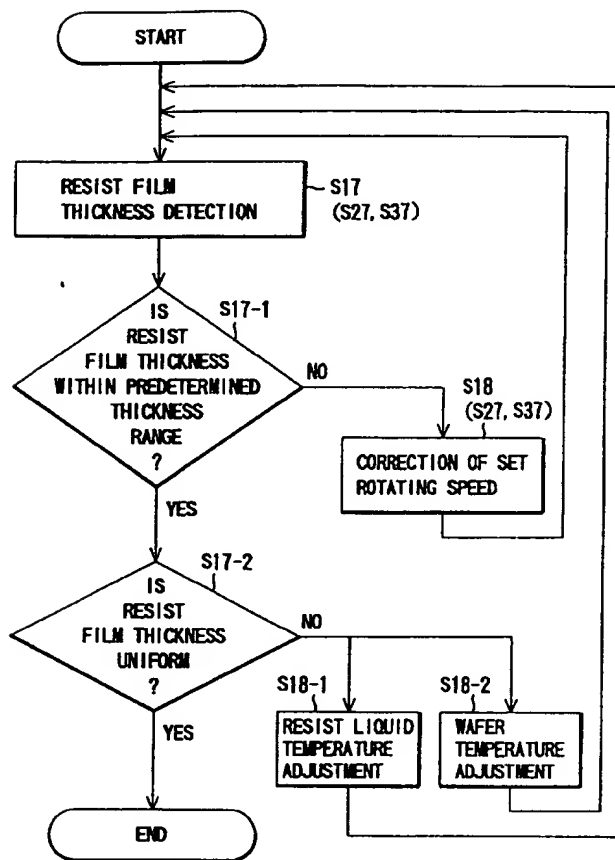 START
RESIST FILM
THICKNESS DETECTION
S17
(S27, S37)
S17-1
IS
RESIST
FILM THICKNESS
WITHIN PREDETERMINED
THICKNESS
RANGE
?
NO
S18
(S27, S37)
CORRECTION OF SET
ROTATING SPEED
YES
S17-2
IS
RESIST
FILM THICKNESS
UNIFORM
?
NO
S18-1
RESIST LIQUID
TEMPERATURE
ADJUSTMENT
S18-2
WAFER
TEMPERATURE
ADJUSTMENT
YES
END